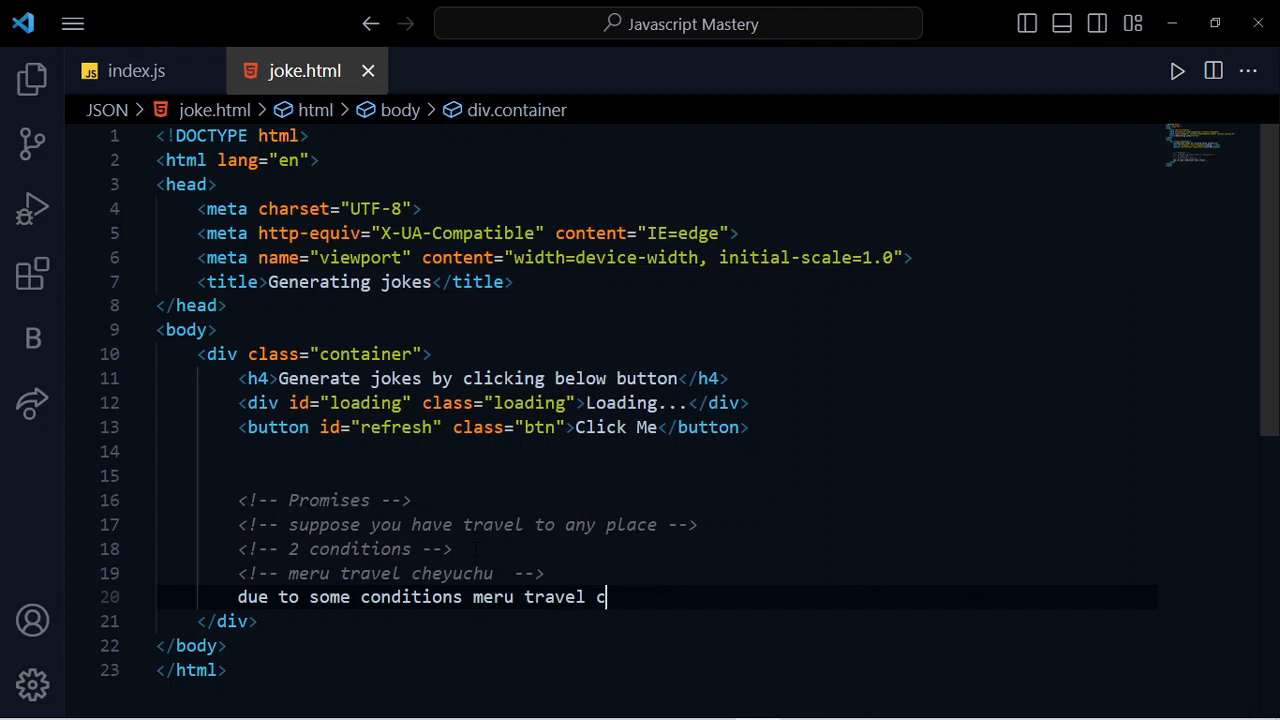 Javascript Mastery
JS index.js
joke.html
JSON > joke.html > html > body > div.container
1 <!DOCTYPE html>
2 <html lang="en">
3 <head>
4 <meta charset="UTF-8">
5 <meta http-equiv="X-UA-Compatible" content="IE=edge">
6 <meta name="viewport" content="width=device-width, initial-scale=1.0">
7 <title>Generating jokes</title>
8 </head>
9 <body>
10 <div class="container">
11 <h4>Generate jokes by clicking below button</h4>
12 <div id="loading" class="loading">Loading...</div>
13 <button id="refresh" class="btn">Click Me</button>
14
15
16 <!-- Promises -->
17 <!-- suppose you have travel to any place -->
18 <!-- 2 conditions -->
19 <!-- meru travel cheyuchu  -->
20 due to some conditions meru travel c
21 </div>
22 </body>
23 </html>
B